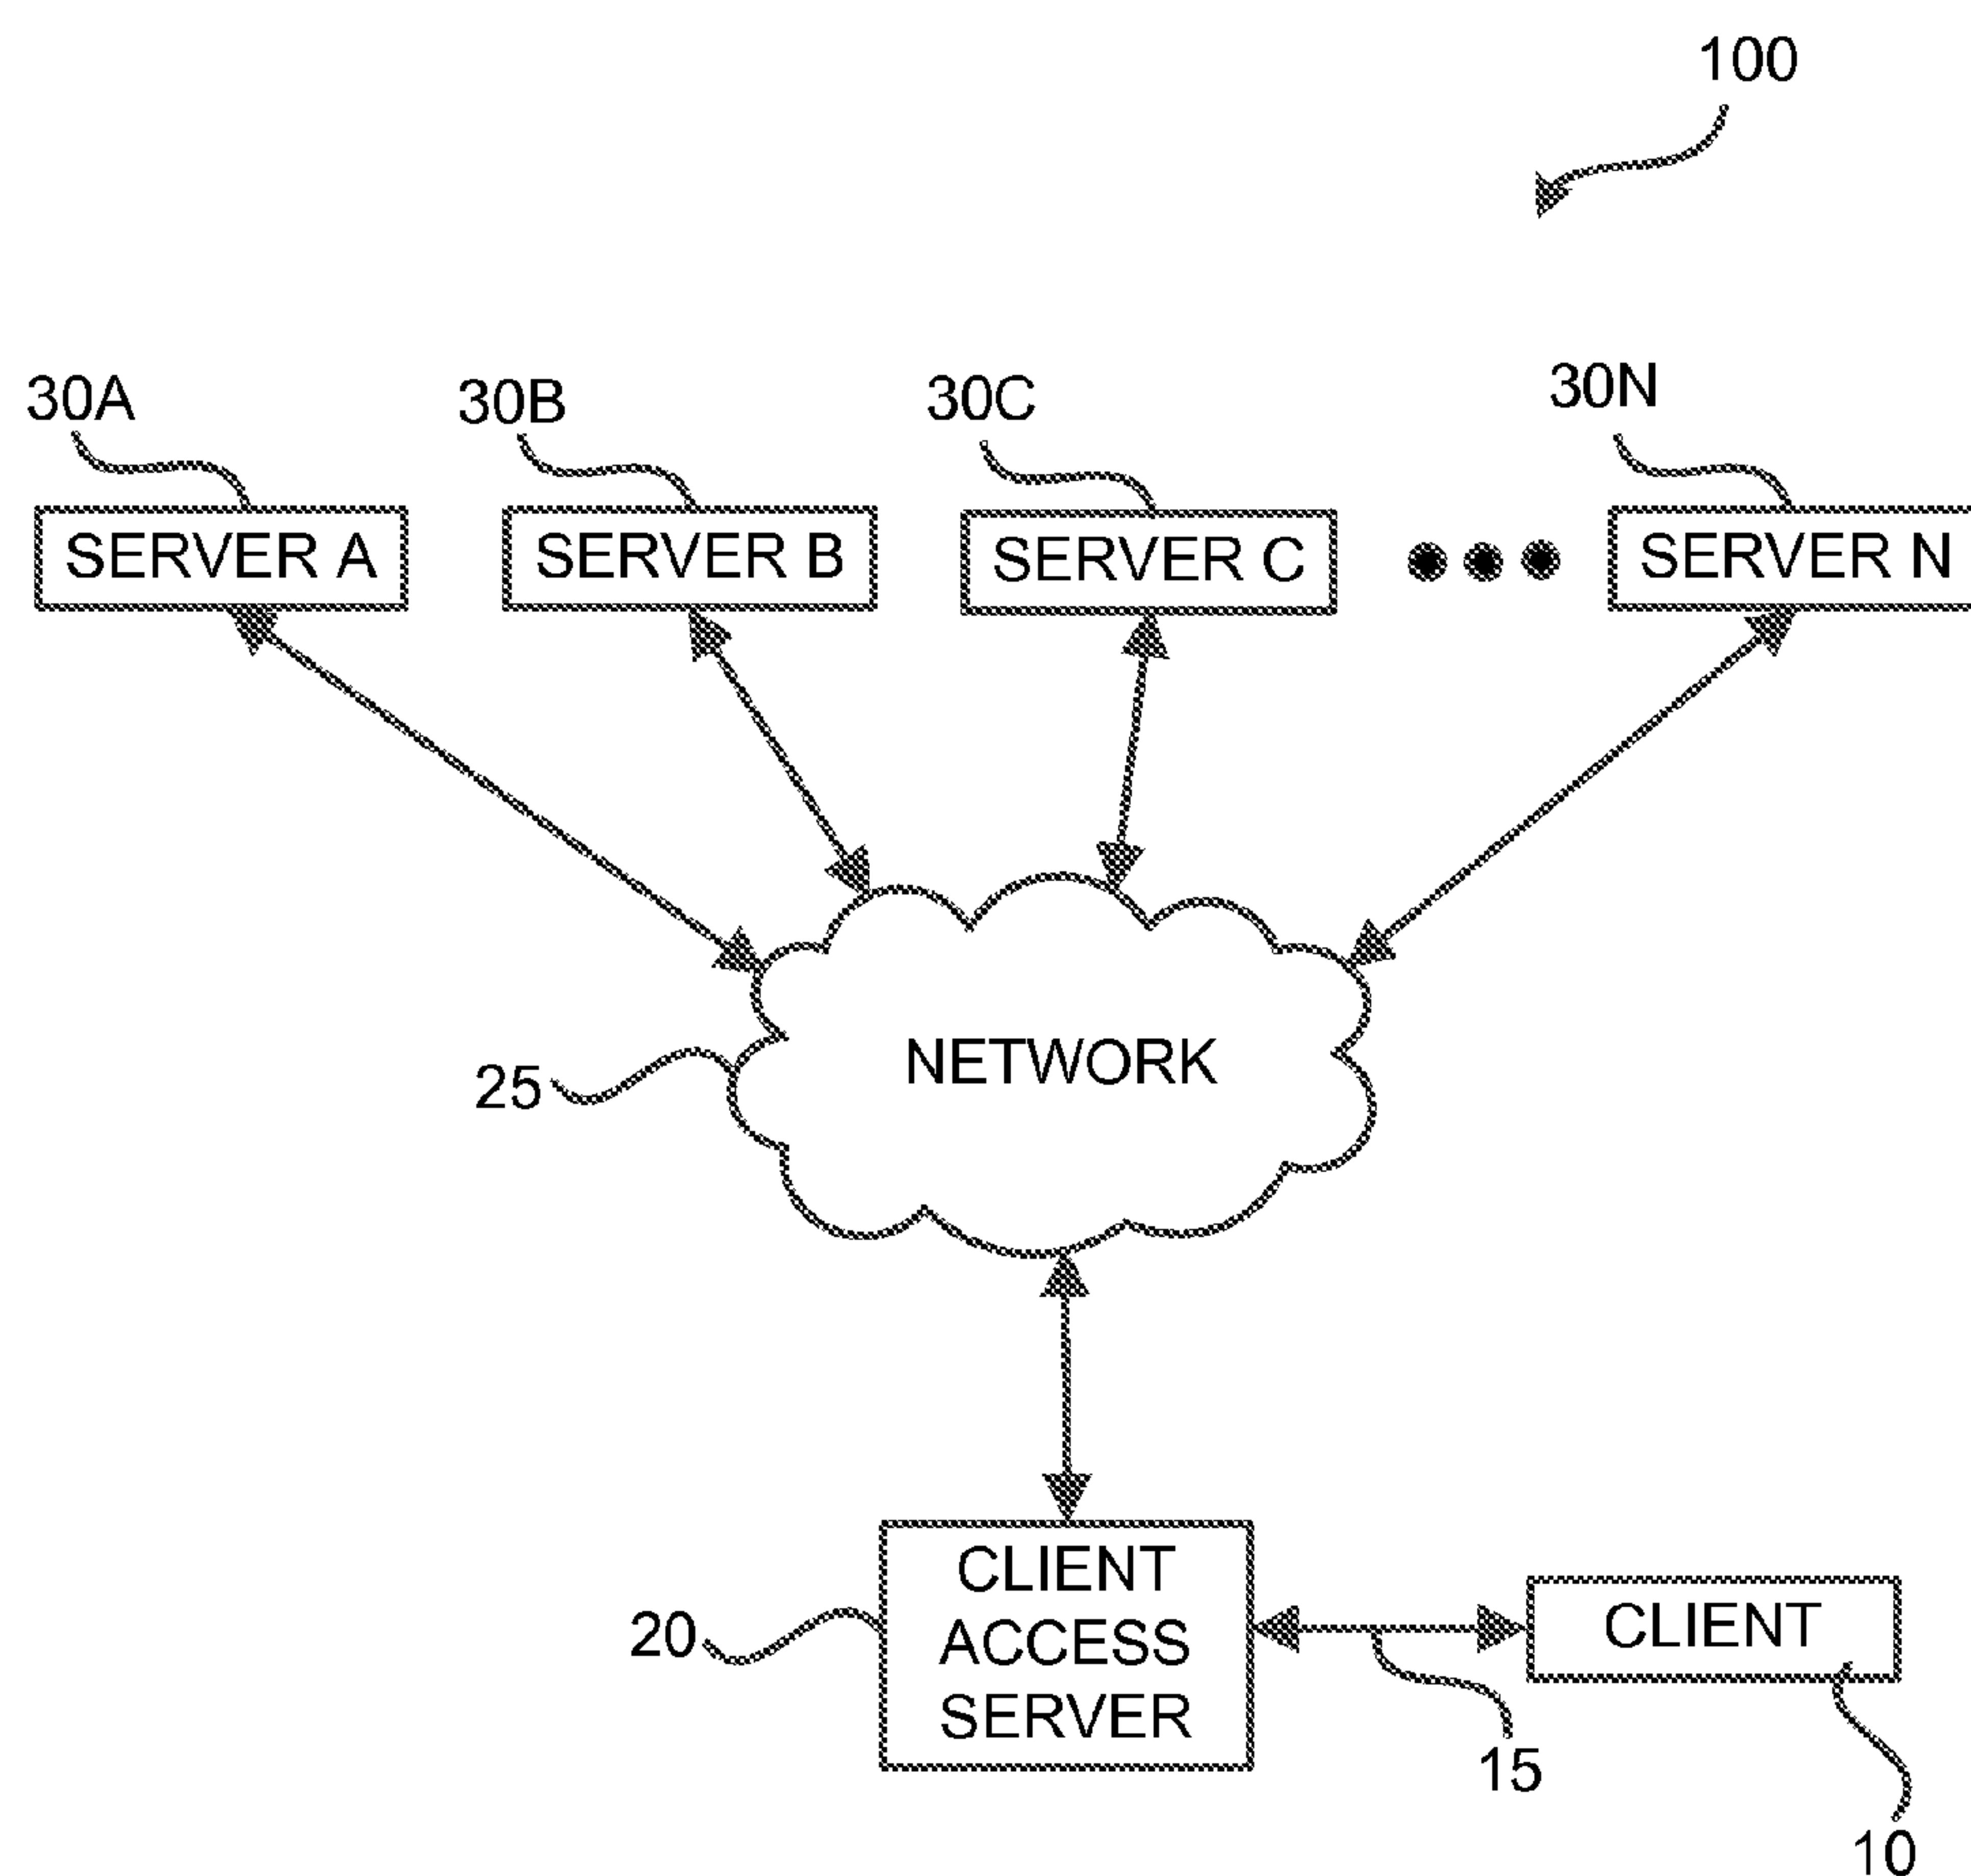 100
30A
30B
30C
30N
SERVER A
SERVER B
SERVER C
SERVER N
NETWORK
25
CLIENT
ACCESS
SERVER
20
CLIENT
15
10